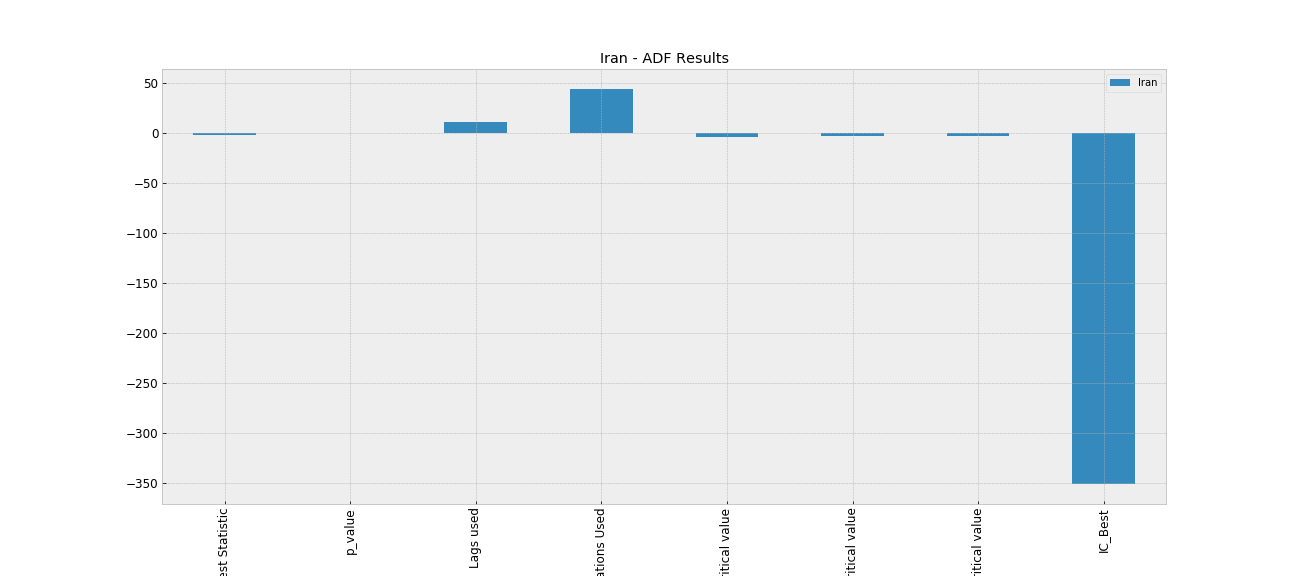 Iran - ADF Results
Iran
50
0
−50
−100
−150
−200
−250
−300
−350
est Statistic
p_value
Lags used
ations Used
ritical value
ritical value
ritical value
IC_Best